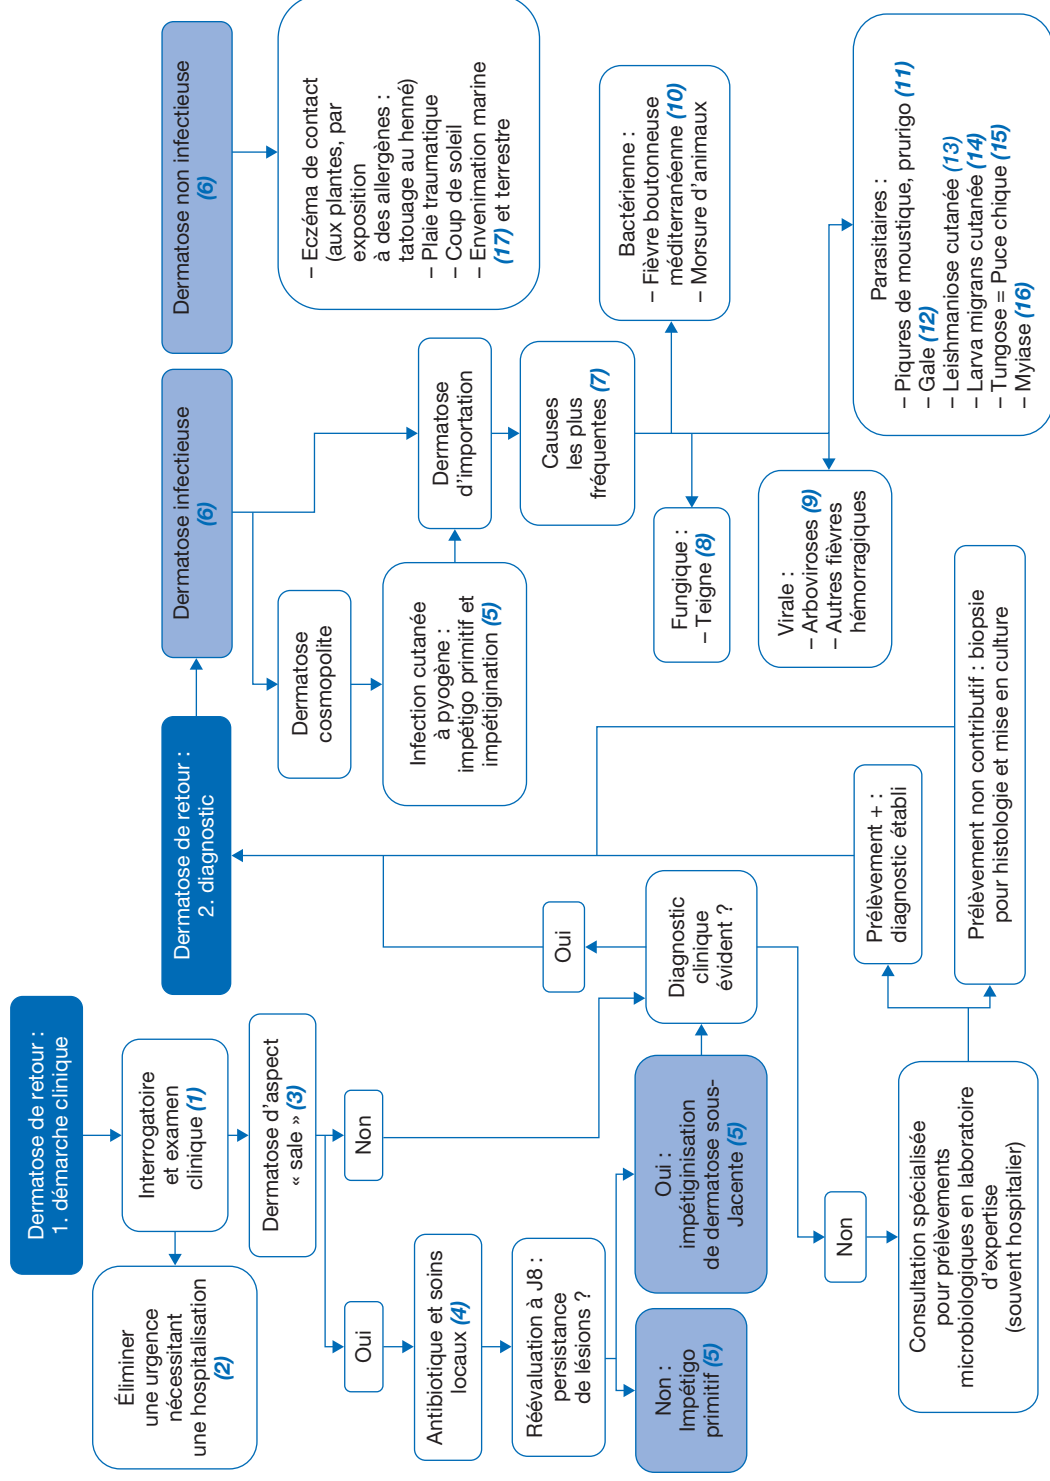 Dermatose de retour :
1. démarche clinique
Interrogatoire
et examen
clinique (1)
Éliminer
une urgence
nécessitant
une hospitalisation
(2)
Dermatose d'aspect
« sale » (3)
Oui
Non
Antibiotique et soins
locaux (4)
Réévaluation à J8 :
persistance
de lésions ?
Non :
Impétigo
primitif (5)
Oui :
impétiginisation
de dermatose sous-
Jacente (5)
Diagnostic
clinique
évident ?
Oui
Non
Consultation spécialisée
pour prélèvements
microbiologiques en laboratoire
d'expertise
(souvent hospitalier)
Prélèvement + :
diagnostic établi
Prélèvement non contributif : biopsie
pour histologie et mise en culture
Dermatose de retour :
2. diagnostic
Dermatose infectieuse
(6)
Dermatose non infectieuse
(6)
Dermatose
cosmopolite
Infection cutanée
à pyogène :
impétigo primitif et
impétigination (5)
Dermatose
d'importation
Causes
les plus
fréquentes (7)
Fungique :
– Teigne (8)
Virale :
– Arboviroses (9)
– Autres fièvres
hémorragiques
Bactérienne :
– Fièvre boutonneuse
méditerranéenne (10)
– Morsure d'animaux
Parasitaires :
– Piqures de moustique, prurigo (11)
– Gale (12)
– Leishmaniose cutanée (13)
– Larva migrans cutanée (14)
– Tungose = Puce chique (15)
– Myiase (16)
– Eczéma de contact
(aux plantes, par
exposition
à des allergènes :
tatouage au henné)
– Plaie traumatique
– Coup de soleil
– Envenimation marine
(17) et terrestre